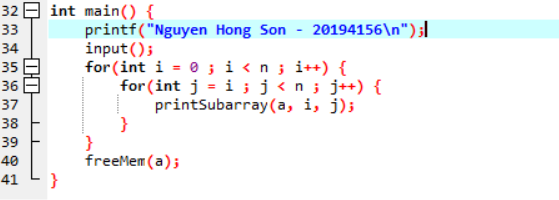 32 int main() {
33 printf("Nguyen Hong Son - 20194156\n");
34 input();
35 for(int i = 0 ; i < n ; i++) {
36 for(int j = i ; j < n ; j++) {
37 printSubarray(a, i, j);
38 }
39 }
40 freeMem(a);
41 }